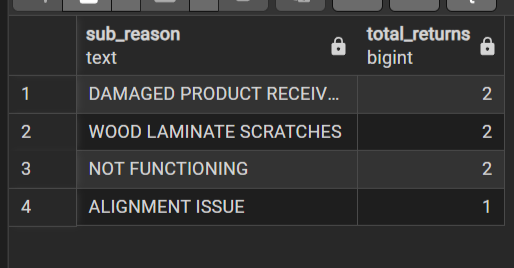 sub_reason total_returns
text bigint
1 DAMAGED PRODUCT RECEIV... 2
2 WOOD LAMINATE SCRATCHES 2
3 NOT FUNCTIONING 2
4 ALIGNMENT ISSUE 1